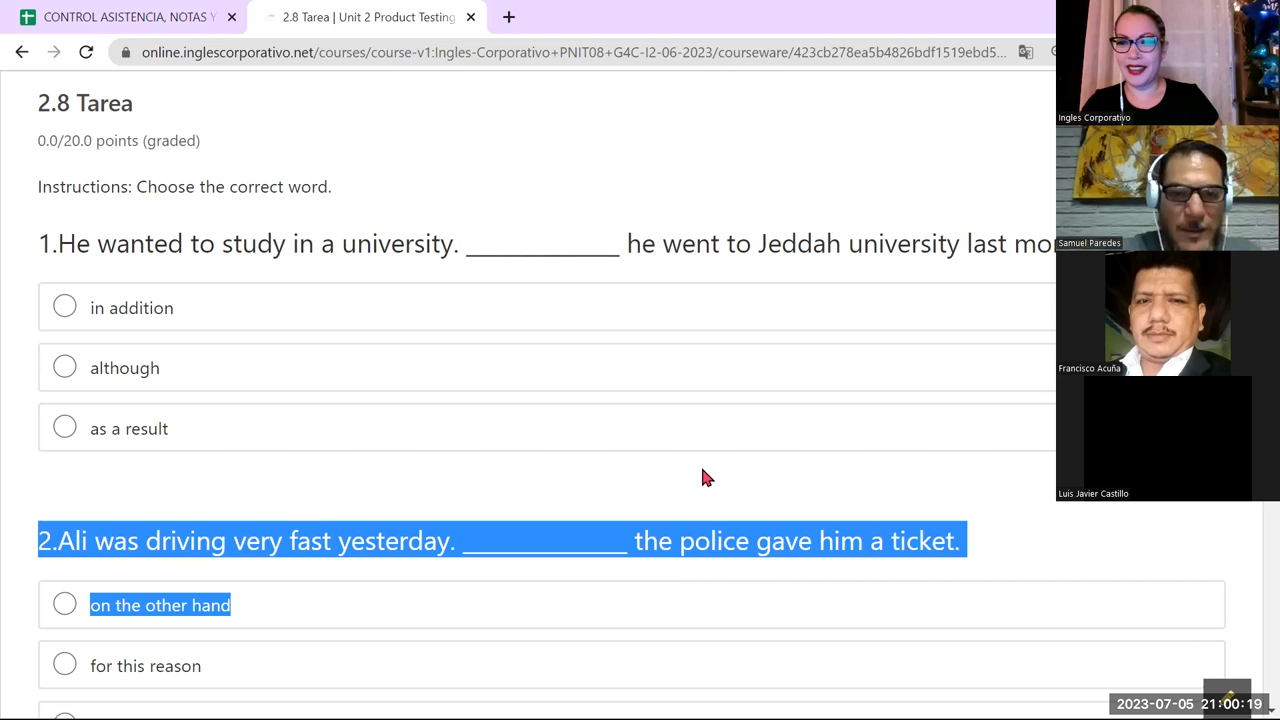 CONTROL ASISTENCIA, NOTAS Y
2.8 Tarea | Unit 2 Product Testing
online.inglescorporativo.net/courses/course-v1:Ingles-Corporativo+PNIT08+G4C-I2-06-2023/courseware/423cb278ea5b4826bdf1519ebd5...
2.8 Tarea
0.0/20.0 points (graded)
Instructions: Choose the correct word.
1.He wanted to study in a university. ___________ he went to Jeddah university last mo
in addition
although
as a result
2.Ali was driving very fast yesterday. ____________ the police gave him a ticket.
on the other hand
for this reason
Ingles Corporativo
Samuel Paredes
Francisco Acuña
Luis Javier Castillo
2023-07-05 21:00:19